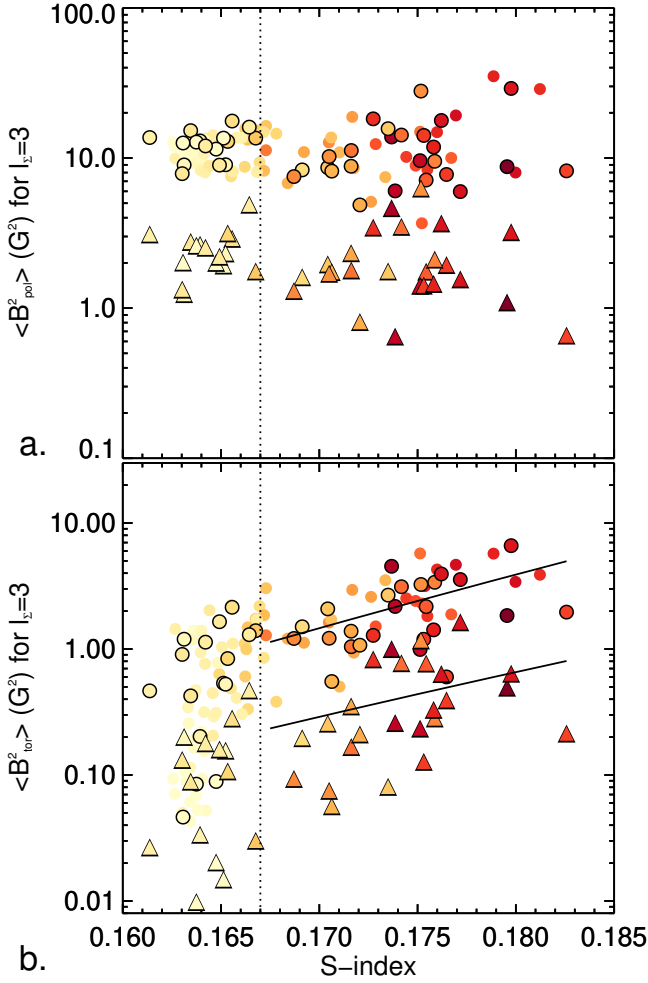 100.0
10.0
1.0
0.1
<B²pol> (G²) for lΣ=3
a.
10.00
1.00
0.10
0.01
<B²tor> (G²) for lΣ=3
b.
0.160 0.165 0.170 0.175 0.180 0.185
S−index